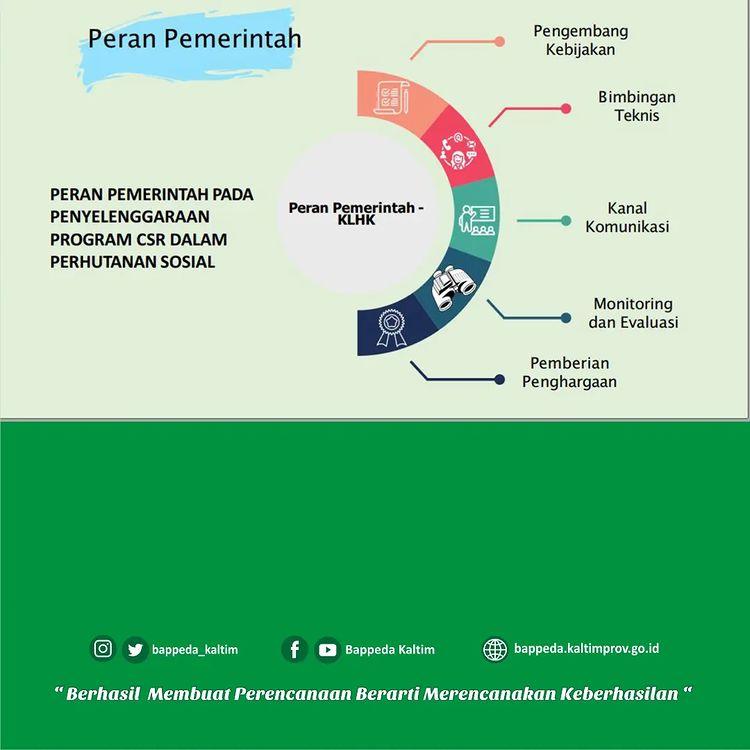 Peran Pemerintah
Pengembang
Kebijakan
Bimbingan
Teknis
PERAN PEMERINTAH PADA
PENYELENGGARAAN
PROGRAM CSR DALAM
PERHUTANAN SOSIAL
Peran Pemerintah -
KLHK
Kanal
Komunikasi
Monitoring
dan Evaluasi
Pemberian
Penghargaan
bappeda_kaltim
Bappeda Kaltim
bappeda.kaltimprov.go.id
“ Berhasil Membuat Perencanaan Berarti Merencanakan Keberhasilan “